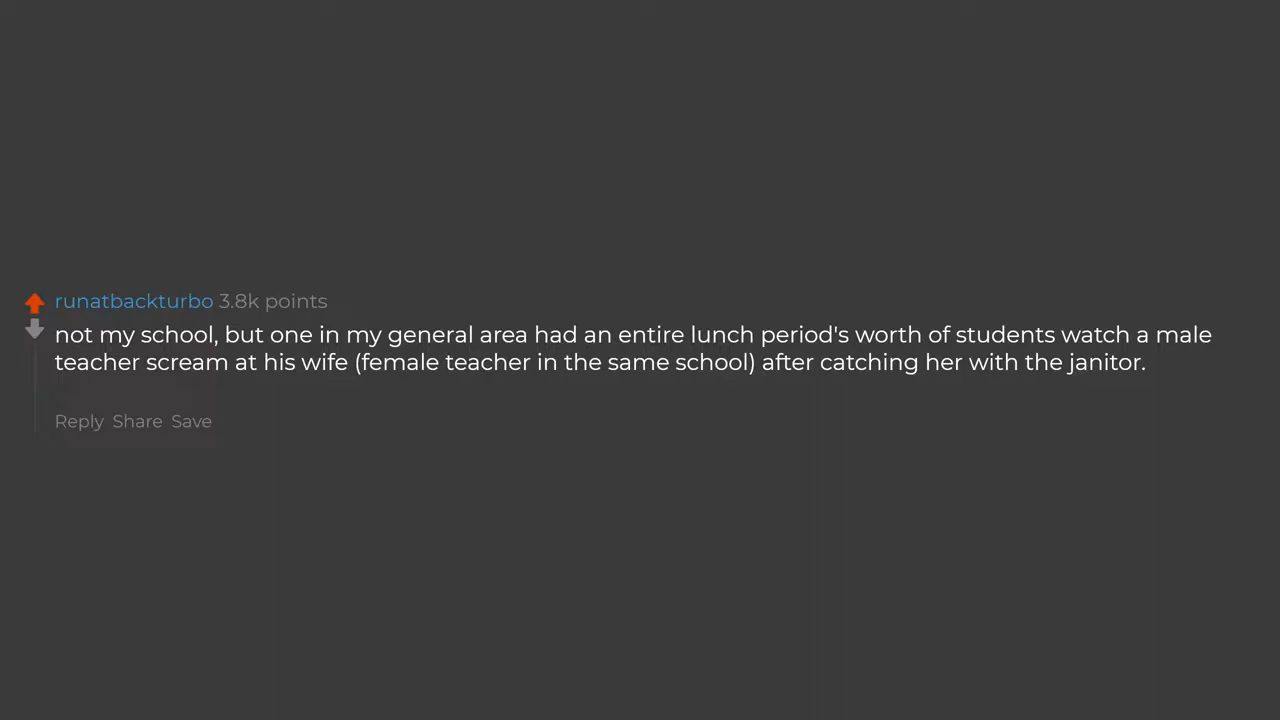 runatbackturbo 3.8k points
not my school, but one in my general area had an entire lunch period's worth of students watch a male
teacher scream at his wife (female teacher in the same school) after catching her with the janitor.
Reply Share Save